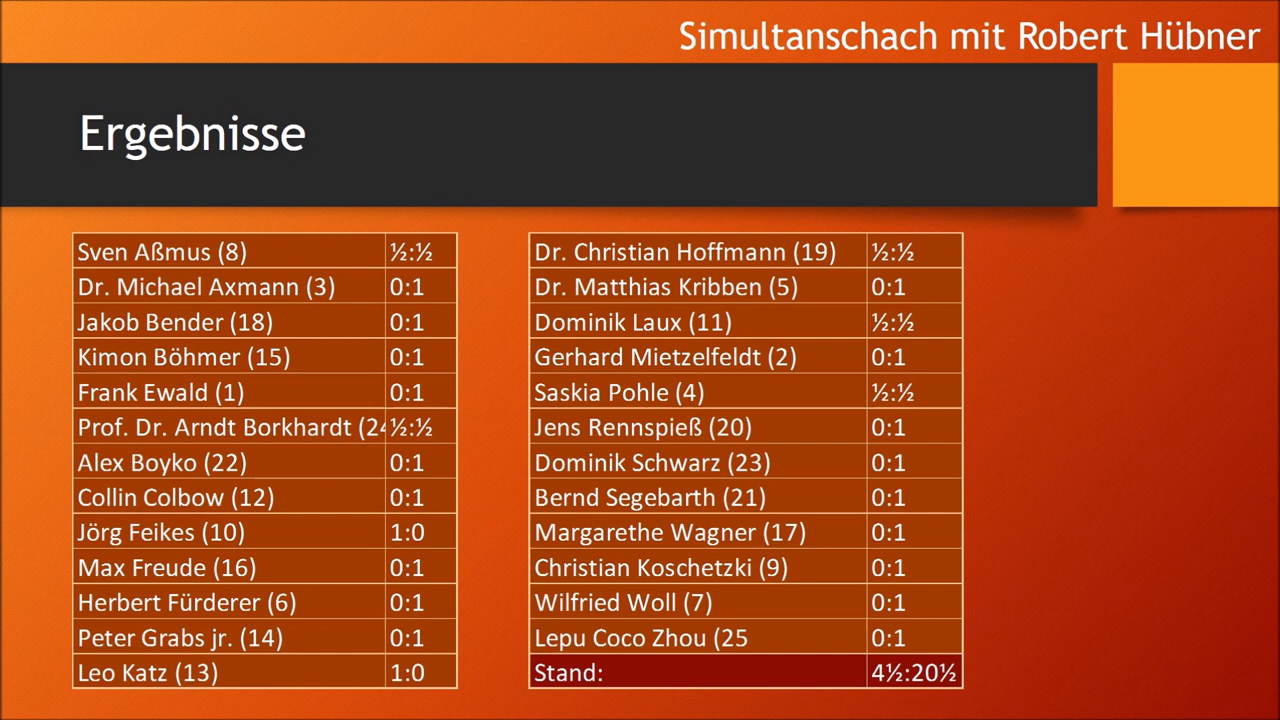 Simultanschach mit Robert Hübner
Ergebnisse
Sven Aßmus (8) ½:½
Dr. Michael Axmann (3) 0:1
Jakob Bender (18) 0:1
Kimon Böhmer (15) 0:1
Frank Ewald (1) 0:1
Prof. Dr. Arndt Borkhardt (24 ½:½
Alex Boyko (22) 0:1
Collin Colbow (12) 0:1
Jörg Feikes (10) 1:0
Max Freude (16) 0:1
Herbert Fürderer (6) 0:1
Peter Grabs jr. (14) 0:1
Leo Katz (13) 1:0
Dr. Christian Hoffmann (19) ½:½
Dr. Matthias Kribben (5) 0:1
Dominik Laux (11) ½:½
Gerhard Mietzelfeldt (2) 0:1
Saskia Pohle (4) ½:½
Jens Rennspieß (20) 0:1
Dominik Schwarz (23) 0:1
Bernd Segebarth (21) 0:1
Margarethe Wagner (17) 0:1
Christian Koschetzki (9) 0:1
Wilfried Woll (7) 0:1
Lepu Coco Zhou (25 0:1
Stand: 4½:20½